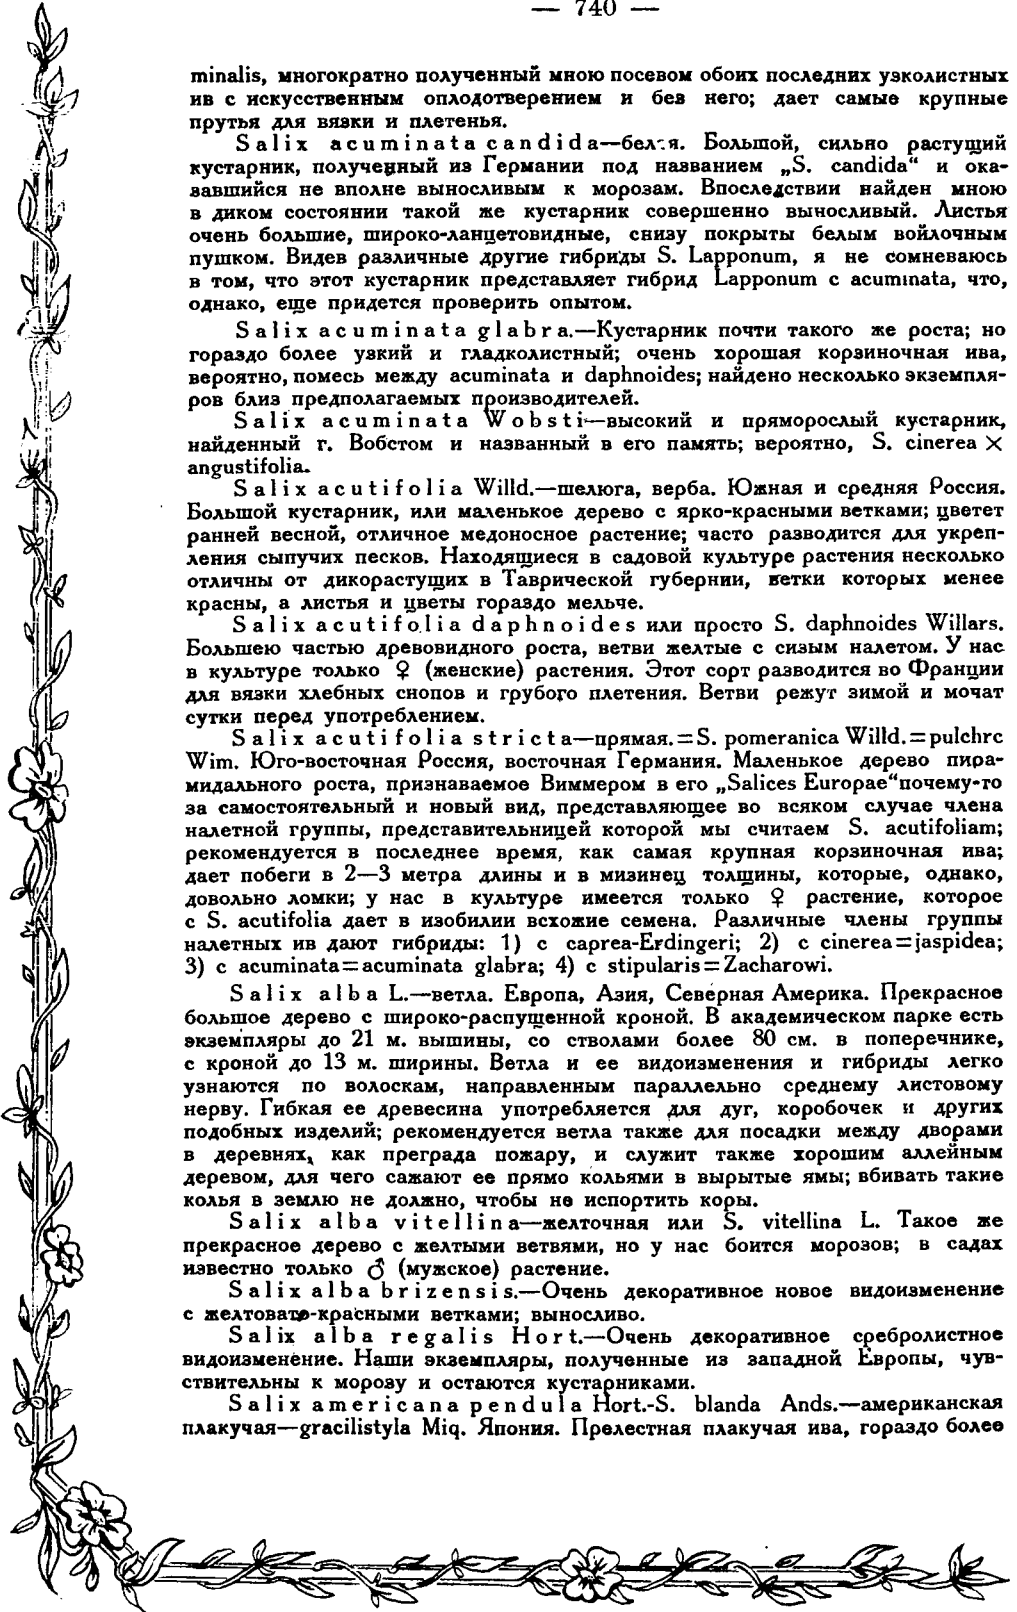 — 740 —
minalis, многократно полученный мною посевом обоих последних узколистных
ив с искусственным оплодотверением и без него; дает самые крупные
прутья для вязки и плетенья.
Salix acuminata candida—белая. Большой, сильно растущий
кустарник, полученный из Германии под названием „S. candida“ и ока-
завшийся не вполне выносливым к морозам. Впоследствии найден мною
в диком состоянии такой же кустарник совершенно выносливый. Листья
очень большие, широко-ланцетовидные, снизу покрыты белым войлочным
пушком. Видев различные другие гибриды S. Lapponum, я не сомневаюсь
в том, что этот кустарник представляет гибрид Lapponum с acuminata, что,
однако, еще придется проверить опытом.
Salix acuminata glabra.—Кустарник почти такого же роста; но
гораздо более узкий и гладколистный; очень хорошая корзиночная ива,
вероятно, помесь между acuminata и daphnoides; найдено несколько экземпля-
ров близ предполагаемых производителей.
Salix acuminata Wobsti—высокий и пряморослый кустарник,
найденный г. Вобстом и названный в его память; вероятно, S. cinerea X
angustifolia.
Salix acutifolia Willd.—шелюга, верба. Южная и средняя Россия.
Большой кустарник, или маленькое дерево с ярко-красными ветками; цветет
ранней весной, отличное медоносное растение; часто разводится для укреп-
ления сыпучих песков. Находящиеся в садовой культуре растения несколько
отличны от дикорастущих в Таврической губернии, ветки которых менее
красны, а листья и цветы гораздо мельче.
Salix acutifolia daphnoides или просто S. daphnoides Willars.
Большею частью древовидного роста, ветви желтые с сизым налетом. У нас
в культуре только ♀ (женские) растения. Этот сорт разводится во Франции
для вязки хлебных снопов и грубого плетения. Ветви режут зимой и мочат
сутки перед употреблением.
Salix acutifolia stricta—прямая.=S. pomeranica Willd.=pulchrc
Wim. Юго-восточная Россия, восточная Германия. Маленькое дерево пира-
мидального роста, признаваемое Виммером в его „Salices Europae“ почему-то
за самостоятельный и новый вид, представляющее во всяком случае члена
налетной группы, представительницей которой мы считаем S. acutifoliam;
рекомендуется в последнее время, как самая крупная корзиночная ива;
дает побеги в 2—3 метра длины и в мизинец толщины, которые, однако,
довольно ломки; у нас в культуре имеется только ♀ растение, которое
с S. acutifolia дает в изобилии всхожие семена. Различные члены группы
налетных ив дают гибриды: 1) с caprea-Erdingeri; 2) с cinerea=jaspidea;
3) с acuminata=acuminata glabra; 4) с stipularis=Zacharowi.
Salix alba L.—ветла. Европа, Азия, Северная Америка. Прекрасное
большое дерево с широко-распущенной кроной. В академическом парке есть
экземпляры до 21 м. вышины, со стволами более 80 см. в поперечнике,
с кроной до 13 м. ширины. Ветла и ее видоизменения и гибриды легко
узнаются по волоскам, направленным параллельно среднему листовому
нерву. Гибкая ее древесина употребляется для дуг, коробочек и других
подобных изделий; рекомендуется ветла также для посадки между дворами
в деревнях, как преграда пожару, и служит также хорошим аллейным
деревом, для чего сажают ее прямо кольями в вырытые ямы; вбивать такие
колья в землю не должно, чтобы не испортить коры.
Salix alba vitellina—желточная или S. vitellina L. Такое же
прекрасное дерево с желтыми ветвями, но у нас боится морозов; в садах
известно только ♂ (мужское) растение.
Salix alba brizensis.—Очень декоративное новое видоизменение
с желтовато-красными ветками; выносливо.
Salix alba regalis Hort.—Очень декоративное сребролистное
видоизменение. Наши экземпляры, полученные из западной Европы, чув-
ствительны к морозу и остаются кустарниками.
Salix americana pendula Hort.-S. blanda Ands.—американская
плакучая—gracilistyla Miq. Япония. Прелестная плакучая ива, гораздо более